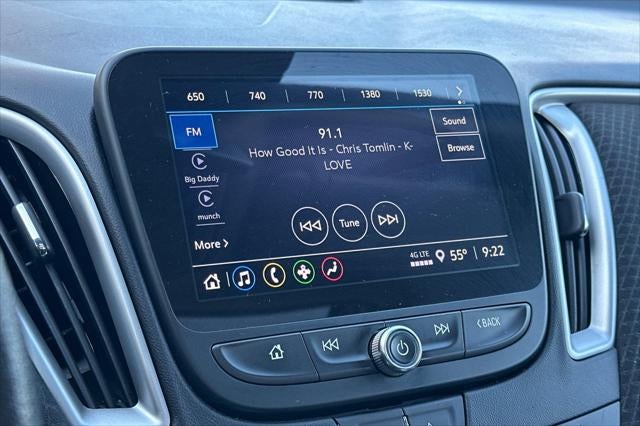 650 | 740 | 770 | 1380 | 1530
FM
91.1
Sound
How Good It Is - Chris Tomlin - K-
LOVE
Browse
Big Daddy
munch
Tune
More
4G LTE
55° | 9:22
BACK